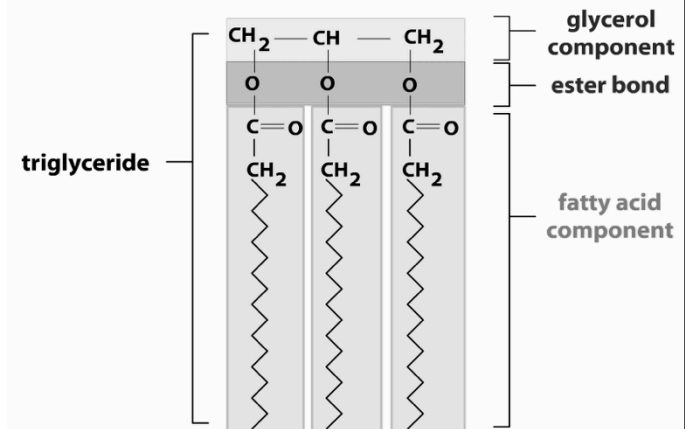 glycerol
component
CH2 — CH — CH2
ester bond
O O O
C=O C=O C=O
triglyceride
CH2 CH2 CH2
fatty acid
component